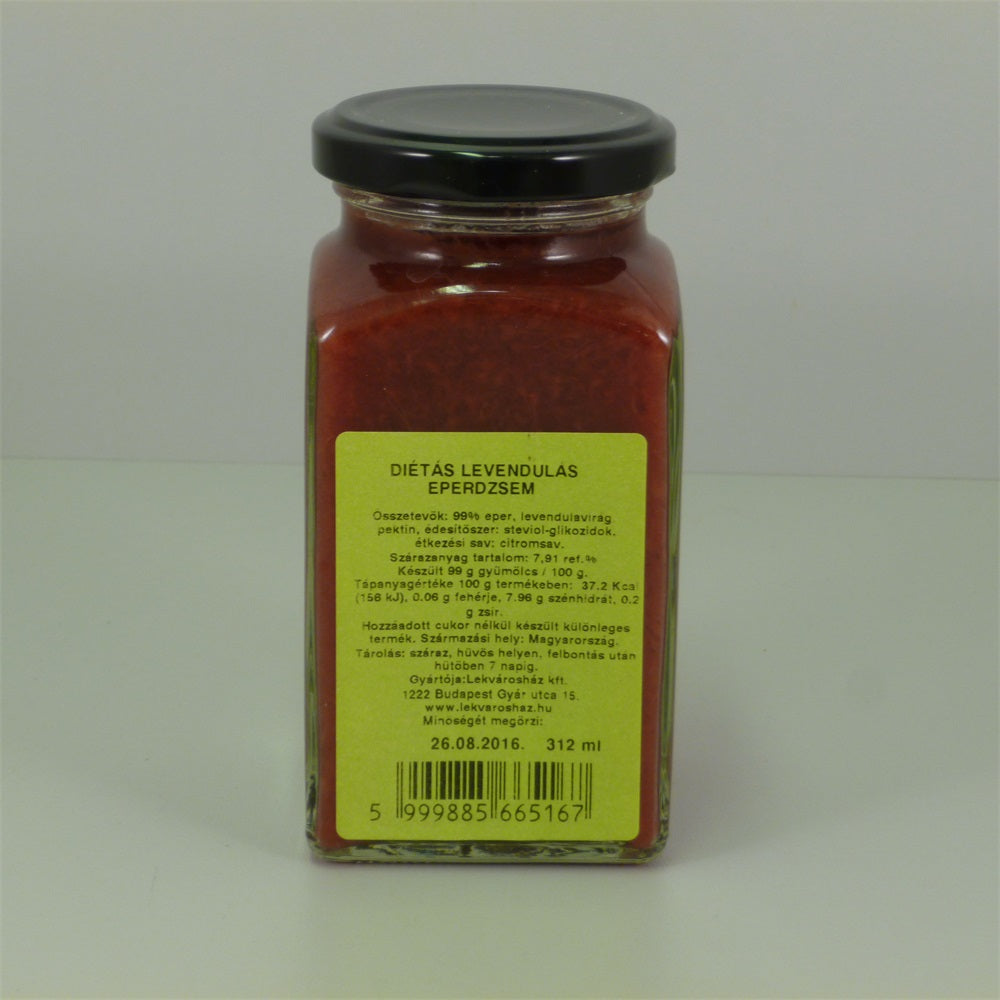 DIÉTÁS LEVENDULÁS
EPERDZSEM
Összetevők: 99% eper, levendulavirág
pektin, édesítőszer: steviol-glikozidok.
étkezési sav: citromsav.
Szárazanyag tartalom: 7,91 ref.%
Készült 99 g gyümölcs / 100 g.
Tápanyagértéke 100 g termékeben: 37.2 Kcal
(156 kJ), 0.06 g fehérje, 7.96 g szénhidrát, 0.2
g zsír.
Hozzáadott cukor nélkül készült különleges
termék. Származási hely: Magyarország.
Tárolás: száraz, hűvös helyen, felbontás után
hűtőben 7 napig.
Gyártója:Lekvárosház kft.
1222 Budapest Gyár utca 15.
www.lekvaroshaz.hu
Minőségét megőrzi:
26.08.2016. 312 ml
5 999885 665167